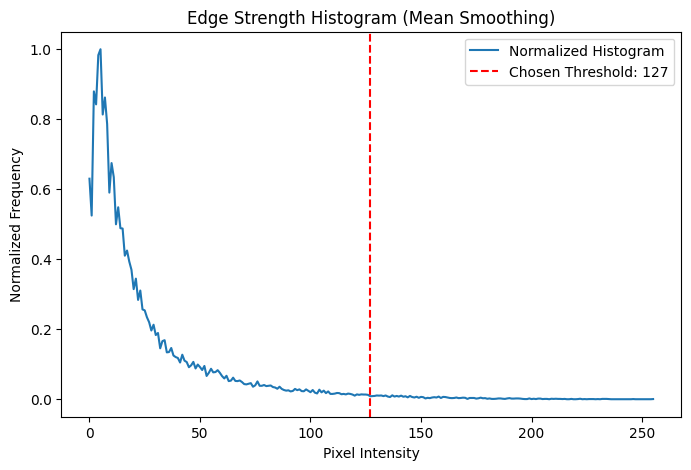 Edge Strength Histogram (Mean Smoothing)
Normalized Histogram
Chosen Threshold: 127
Normalized Frequency
1.0
0.8
0.6
0.4
0.2
0.0
0 50 100 150 200 250
Pixel Intensity